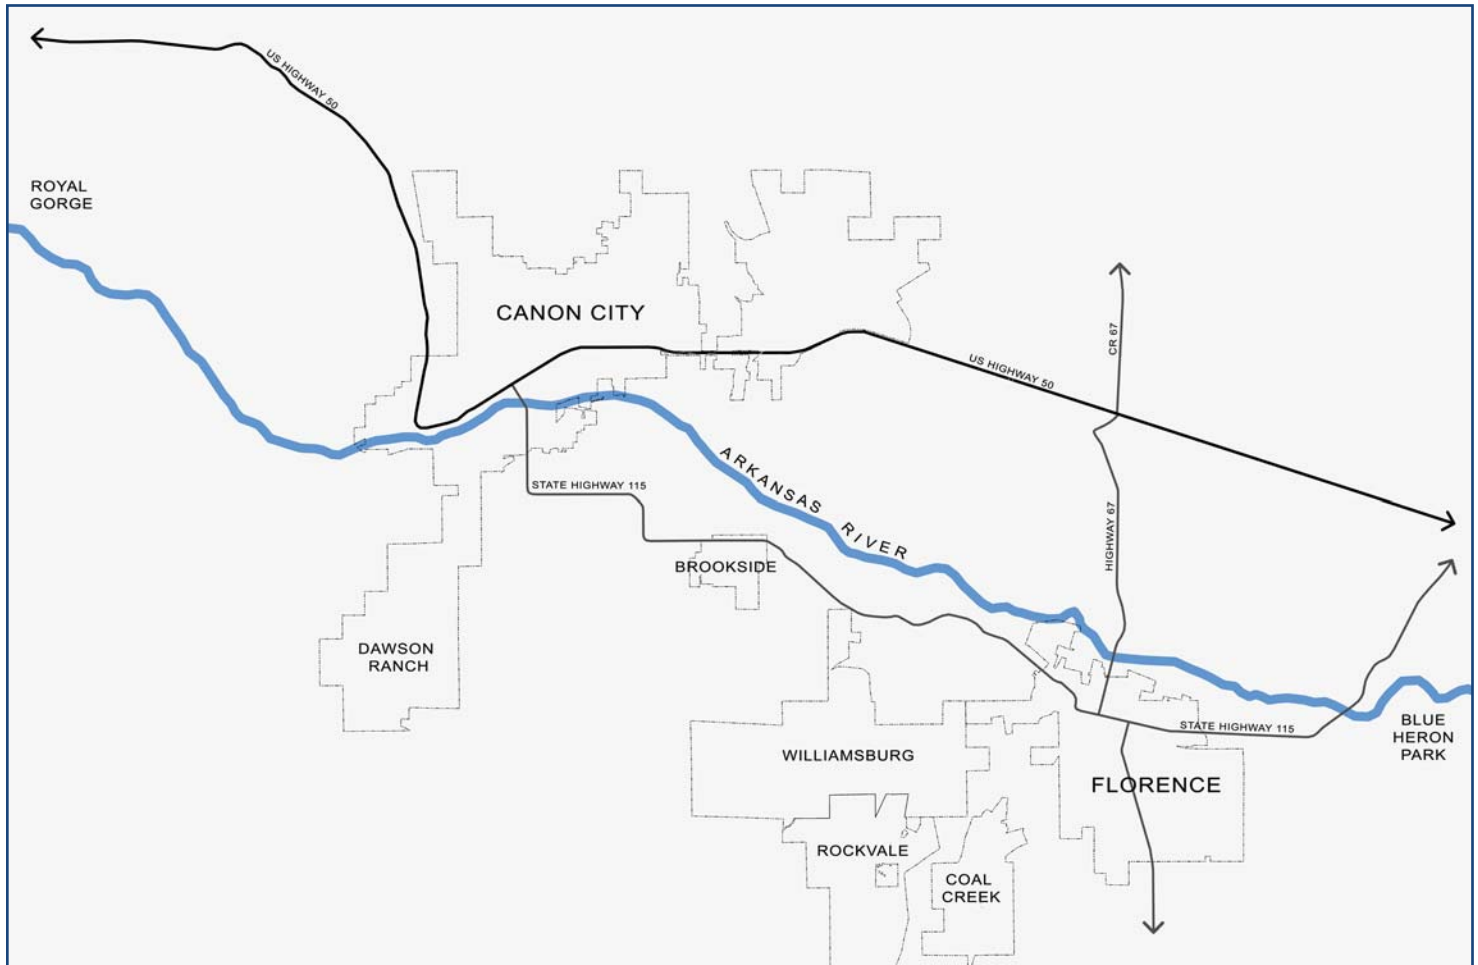 US HIGHWAY 50
ROYAL
GORGE
CANON CITY
CR 67
US HIGHWAY 50
ARKANSAS RIVER
STATE HIGHWAY 115
HIGHWAY 67
BROOKSIDE
DAWSON
RANCH
STATE HIGHWAY 115
BLUE
HERON
PARK
WILLIAMSBURG
FLORENCE
ROCKVALE
COAL
CREEK